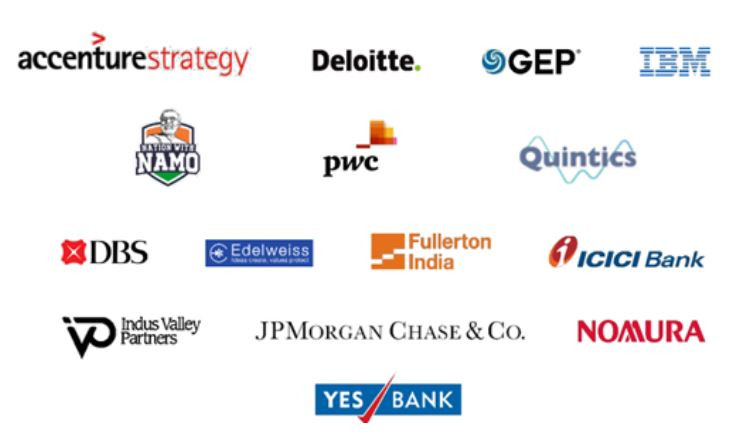 accenturestrategy
Deloitte.
GEP®
IBM
NATION WITH
NAMO
pwc
Quintics
DBS
Edelweiss
Ideas create, values protect
Fullerton
India
ICICI Bank
Indus Valley
Partners
JPMORGAN CHASE & CO.
NOMURA
YES BANK